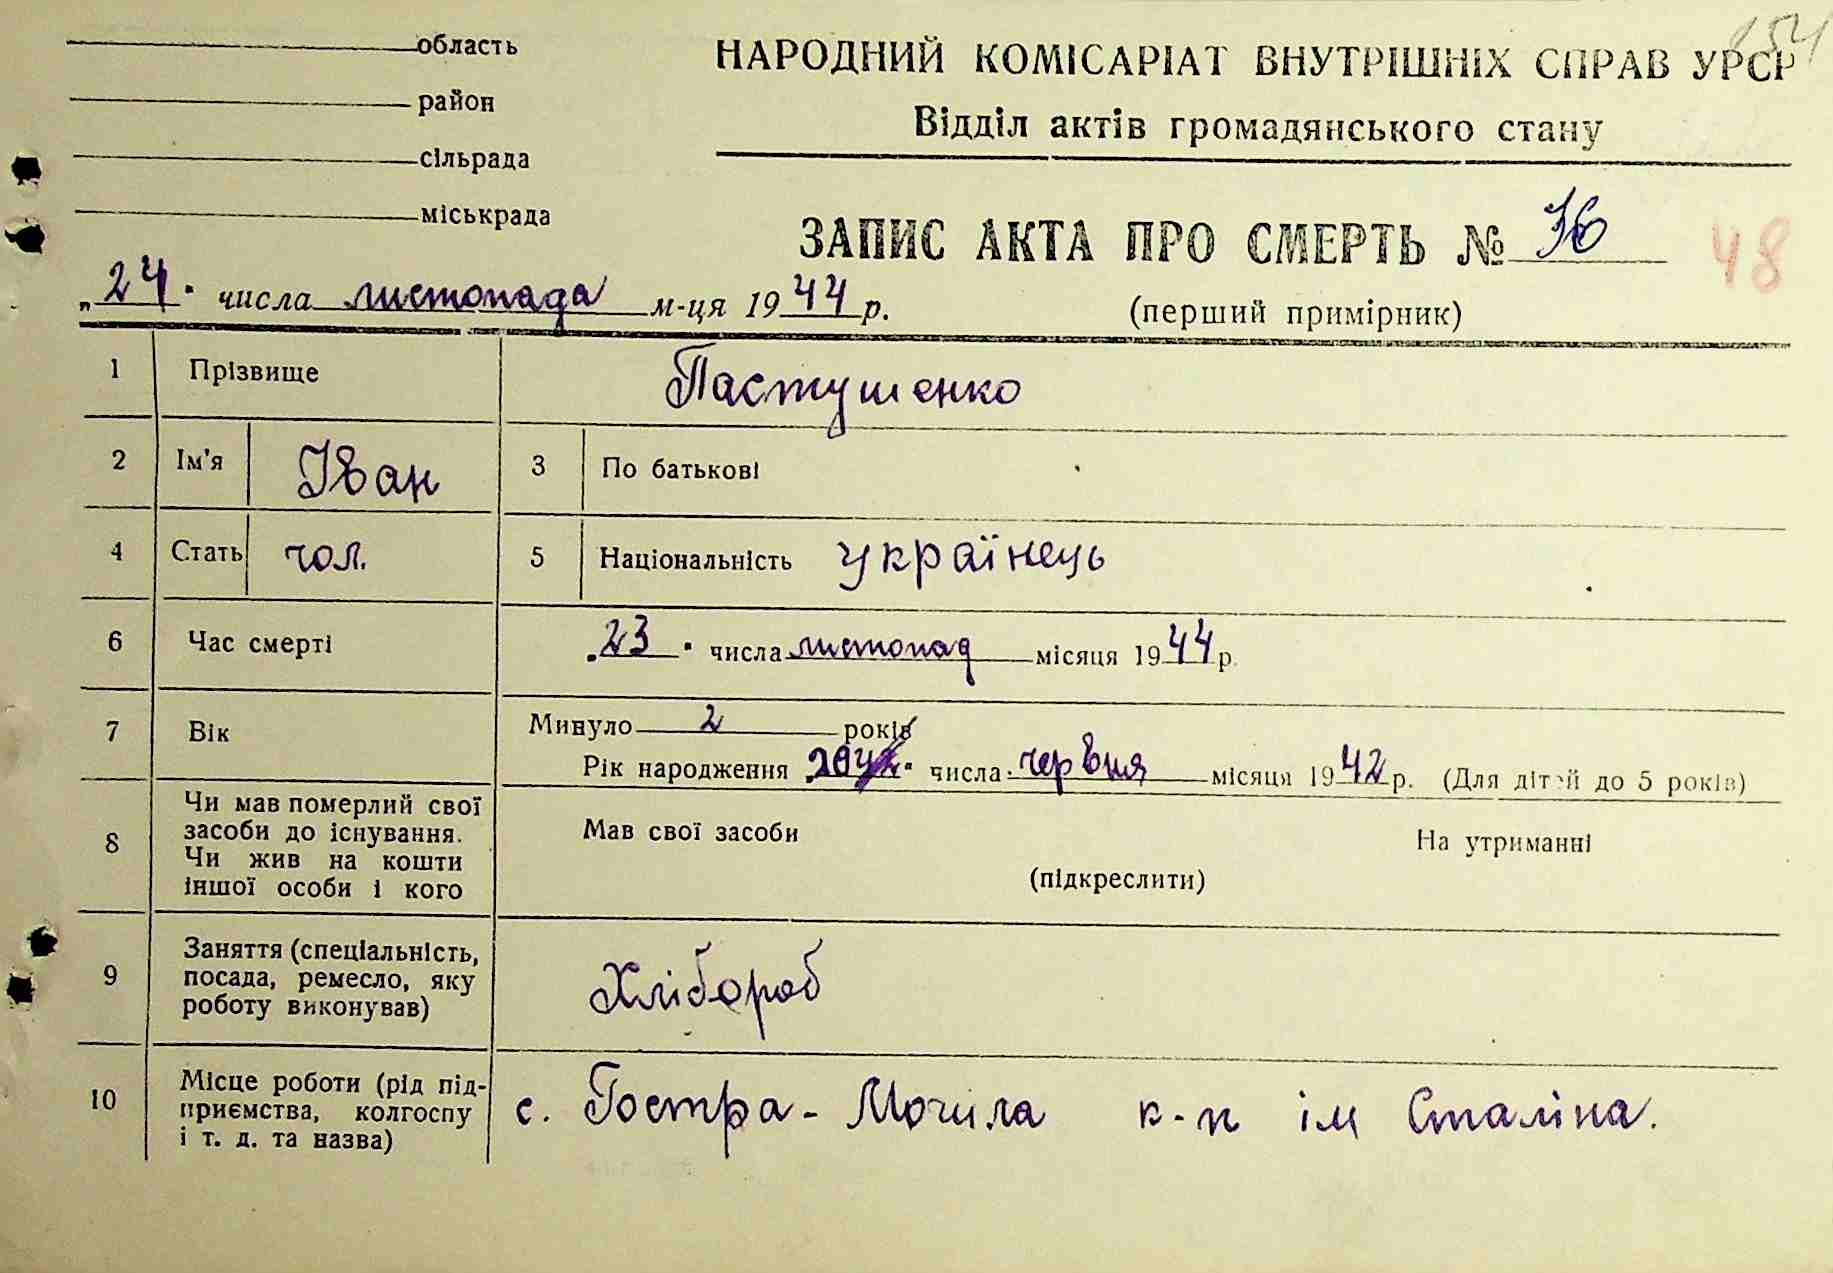 154
область
НАРОДНИЙ КОМІСАРІАТ ВНУТРІШНІХ СПРАВ УРСР
район
Відділ актів громадянського стану
сільрада
міськрада
ЗАПИС АКТА ПРО СМЕРТЬ № 76
48
„24" числа листопада м-ця 1944 р.
(перший примірник)
1 Прізвище Пастушенко
2 Ім'я Іван 3 По батькові
4 Стать чол. 5 Національність українець
6 Час смерті „23" числа листопад місяця 1944 р.
7 Вік Минуло 2 років
Рік народження числа червня місяця 1942 р. (Для дітей до 5 років)
8 Чи мав померлий свої
засоби до існування.
Чи жив на кошти
іншої особи і кого
Мав свої засоби На утриманні
(підкреслити)
9 Заняття (спеціальність,
посада, ремесло, яку
роботу виконував)
Хлібороб
10 Місце роботи (рід під-
приємства, колгоспу
і т. д. та назва)
с. Гостра-Могила к-п ім Сталіна.